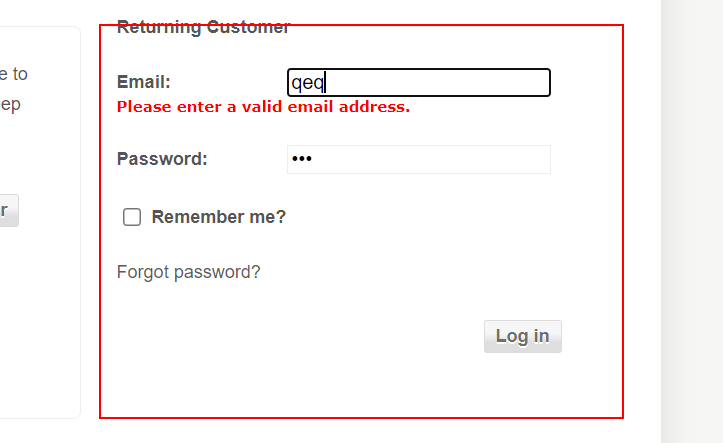 e to
ep
r
Returning Customer
Email:
qeq
Please enter a valid email address.
Password:
•••
Remember me?
Forgot password?
Log in